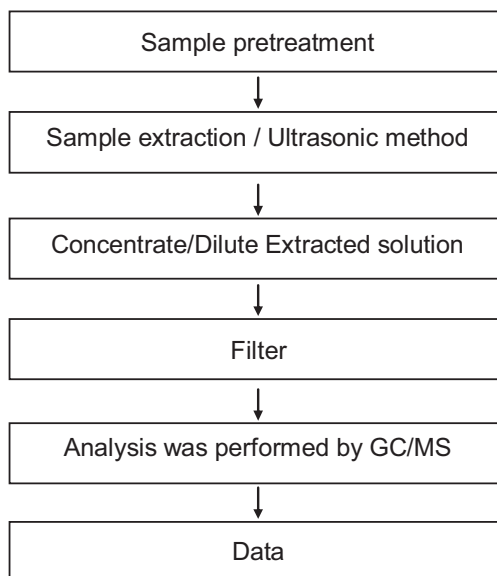 Sample pretreatment
Sample extraction / Ultrasonic method
Concentrate/Dilute Extracted solution
Filter
Analysis was performed by GC/MS
Data